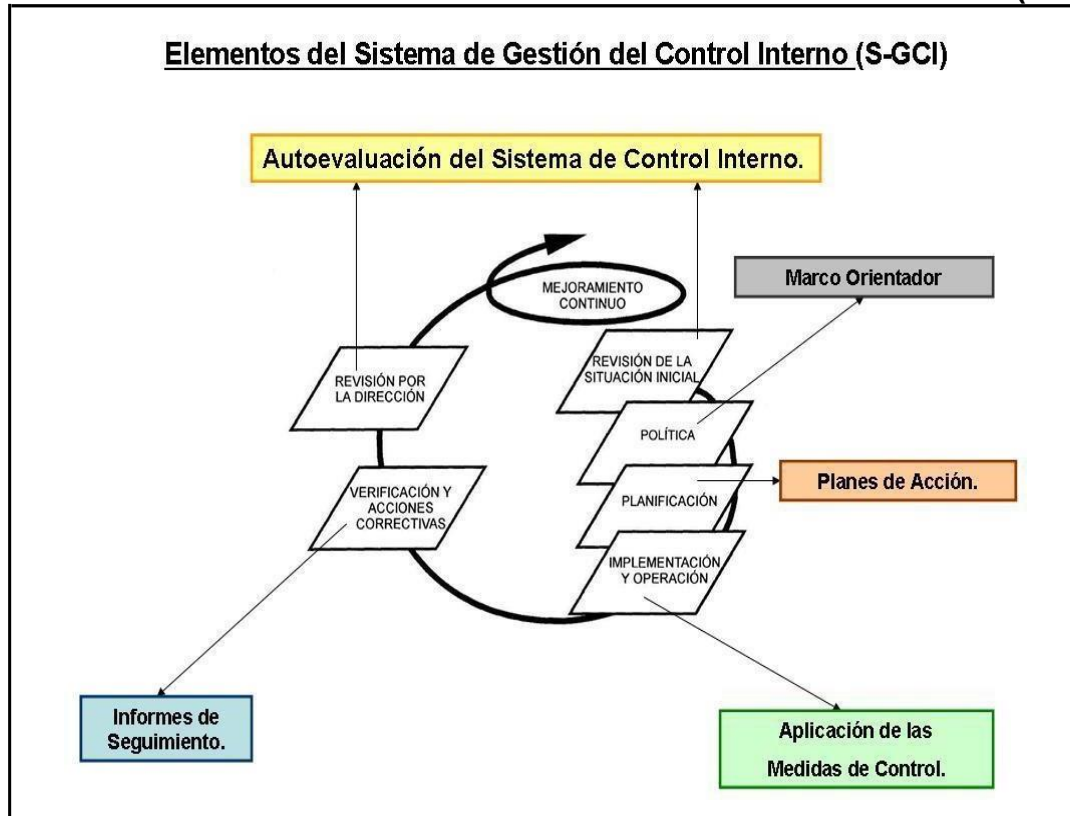 Elementos del Sistema de Gestión del Control Interno (S-GCI)
Autoevaluación del Sistema de Control Interno.
MEJORAMIENTO
CONTINUO
Marco Orientador
REVISIÓN DE LA
SITUACIÓN INICIAL
REVISIÓN POR
LA DIRECCIÓN
POLÍTICA
Planes de Acción.
PLANIFICACIÓN
VERIFICACIÓN Y
ACCIONES
CORRECTIVAS
IMPLEMENTACIÓN
Y OPERACIÓN
Informes de
Seguimiento.
Aplicación de las
Medidas de Control.